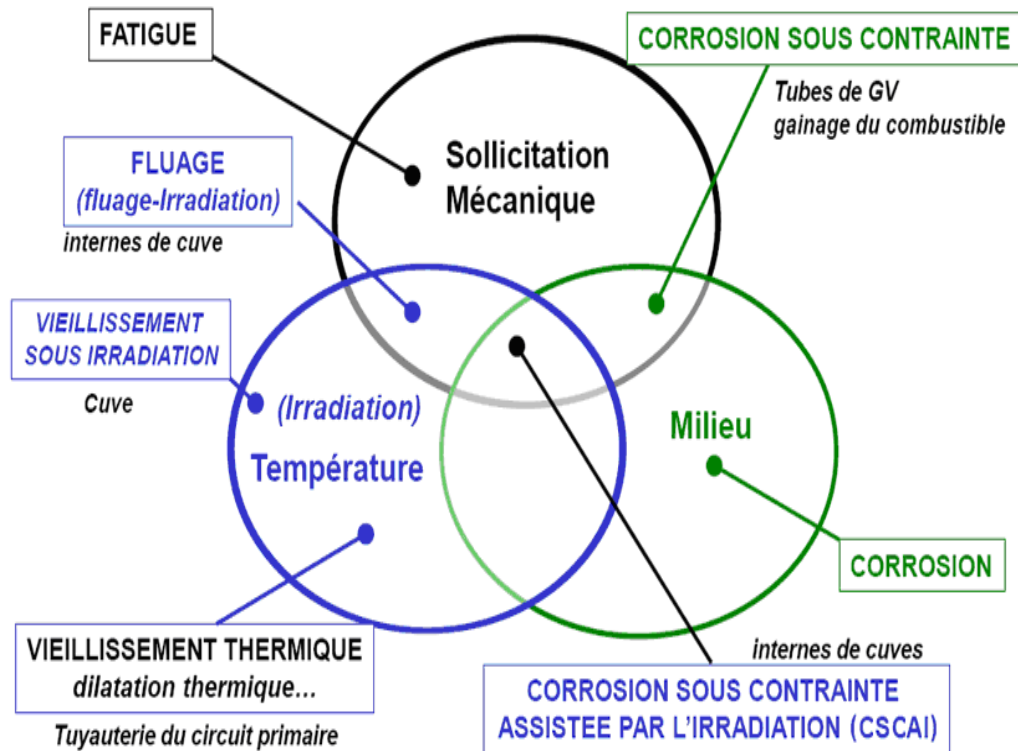 FATIGUE
CORROSION SOUS CONTRAINTE
Tubes de GV
gainage du combustible
Sollicitation
Mécanique
FLUAGE
(fluage-Irradiation)
internes de cuve
VIEILLISSEMENT
SOUS IRRADIATION
Cuve
(Irradiation)
Température
Milieu
CORROSION
VIEILLISSEMENT THERMIQUE
dilatation thermique…
Tuyauterie du circuit primaire
internes de cuves
CORROSION SOUS CONTRAINTE
ASSISTEE PAR L'IRRADIATION (CSCAI)